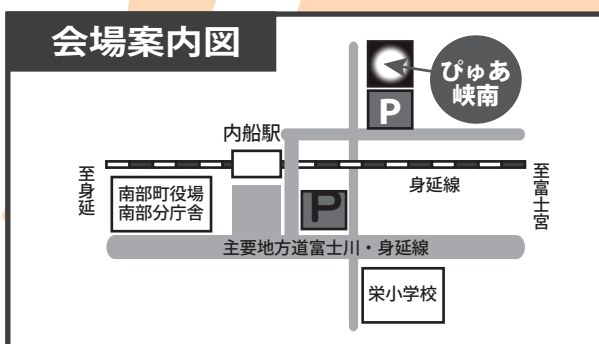 会場案内図
ぴゅあ
峡南
P
内船駅
至身延
身延線
至富士宮
南部町役場
南部分庁舎
P
主要地方道富士川・身延線
栄小学校